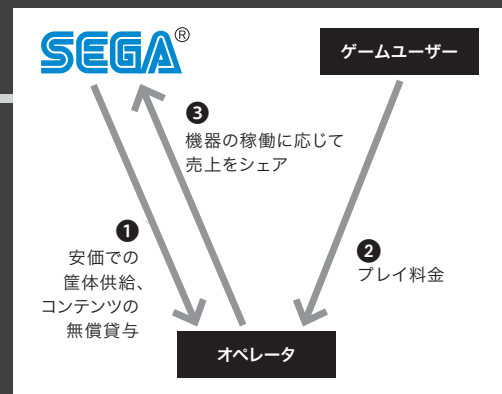 SEGA®
ゲームユーザー
❸
機器の稼働に応じて
売上をシェア
❶
安価での
筐体供給、
コンテンツの
無償貸与
❷
プレイ料金
オペレータ